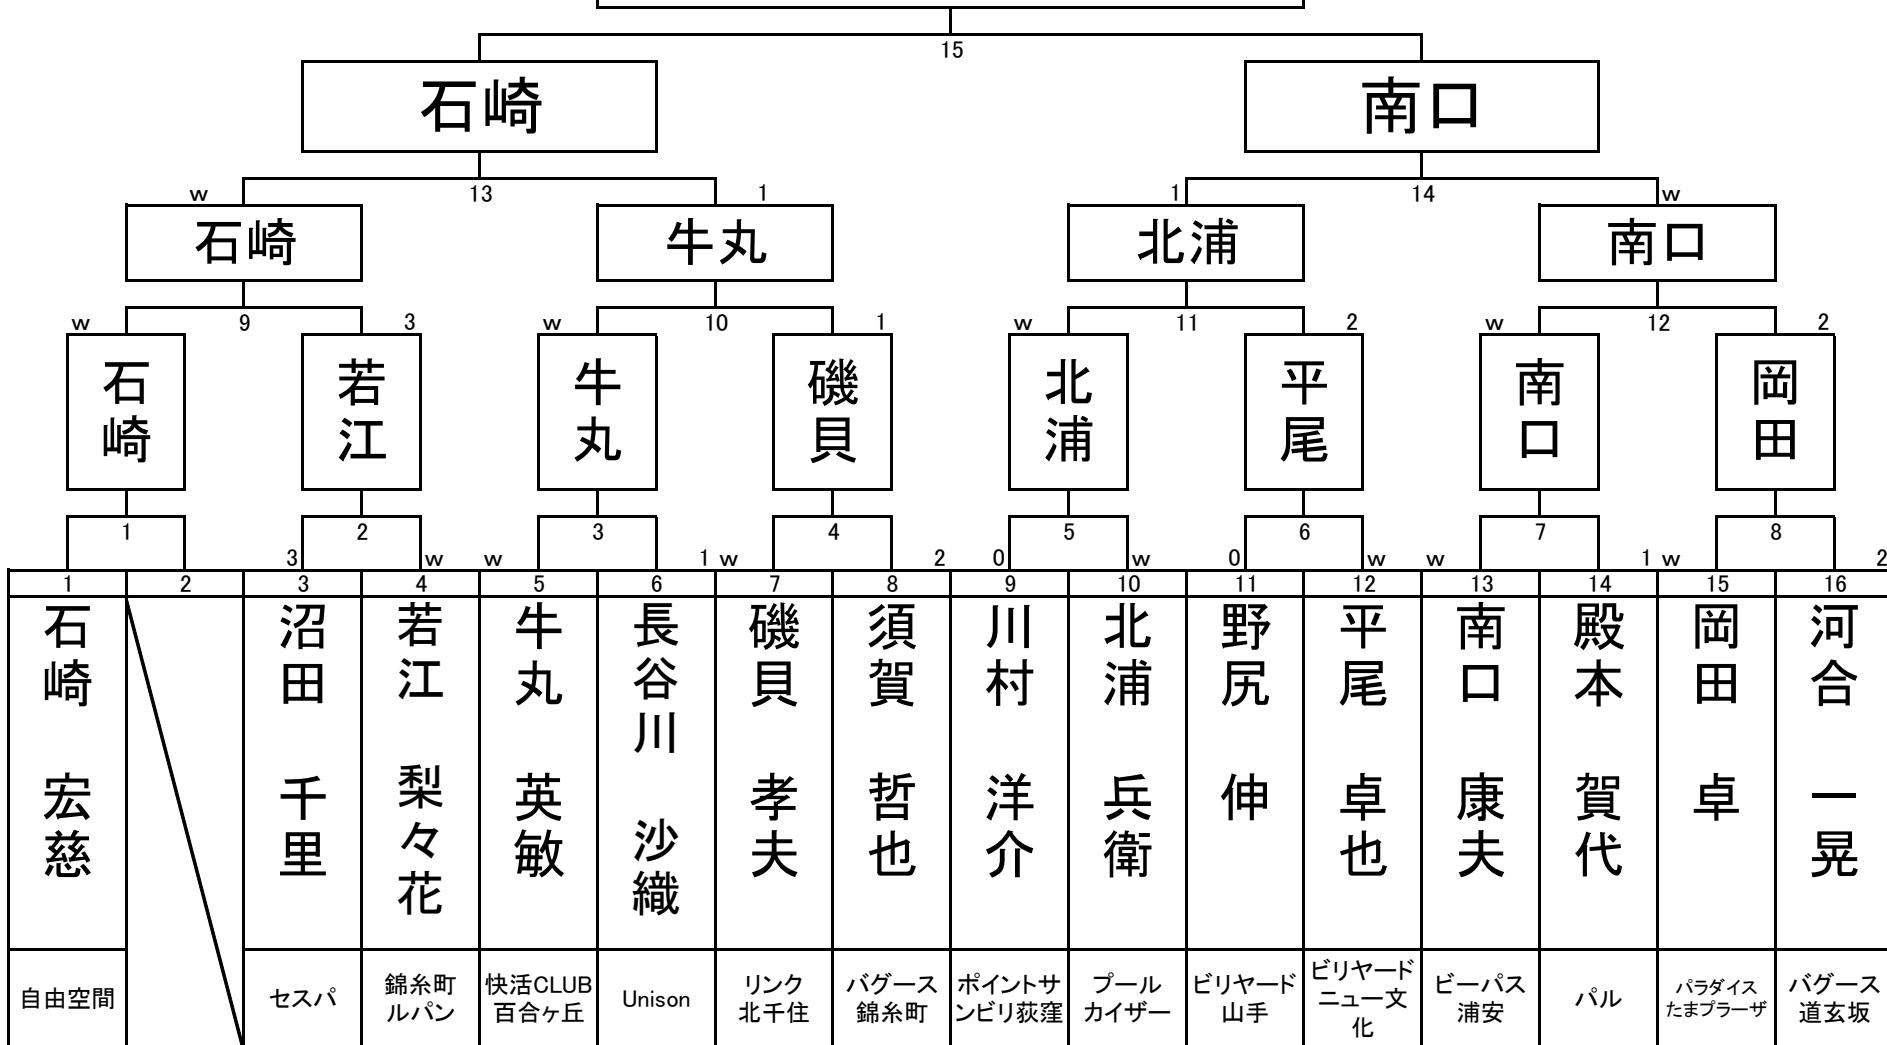 15
石崎
南口
w 13 1
1 14 w
石崎
牛丸
北浦
南口
w 9 3
w 10 1
w 11 2
w 12 2
石崎
若江
牛丸
磯貝
北浦
平尾
南口
岡田
1 2 3 4 5 6 7 8
3 w w 1 w 2 0 w 0 w w 1 w 2
1 2 3 4 5 6 7 8 9 10 11 12 13 14 15 16
石崎 宏慈
沼田 千里
若江 梨々花
牛丸 英敏
長谷川 沙織
磯貝 孝夫
須賀 哲也
川村 洋介
北浦 兵衛
野尻 伸
平尾 卓也
南口 康夫
殿本 賀代
岡田 卓
河合 一晃
自由空間
セスパ
錦糸町
ルパン
快活CLUB
百合ヶ丘
Unison
リンク
北千住
バグース
錦糸町
ポイントサ
ンビリ荻窪
プール
カイザー
ビリヤード
山手
ビリヤード
ニュー文
化
ビーパス
浦安
パル
パラダイス
たまプラーザ
バグース
道玄坂